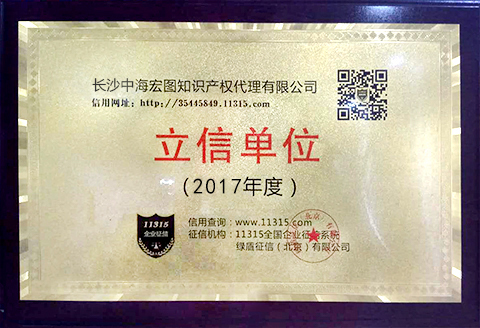 长沙中海宏图知识产权代理有限公司
信用网址：http://35445849.11315.com
立信单位
（2017年度）
11315
企业征信
信用查询：www.11315.com
征信机构：11315全国企业征信系统
绿盾征信（北京）有限公司